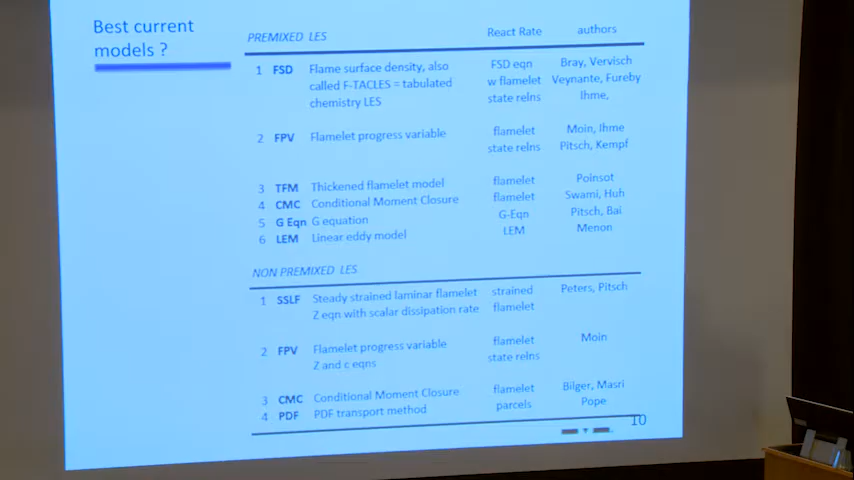 Best current
models ?
PREMIXED LES React Rate authors
1 FSD Flame surface density, also FSD eqn Bray, Vervisch
called F-TACLES = tabulated w flamelet Veynante, Fureby
chemistry LES state relns Ihme,
2 FPV Flamelet progress variable flamelet Moin, Ihme
state relns Pitsch, Kempf
3 TFM Thickened flamelet model flamelet Poinsot
4 CMC Conditional Moment Closure flamelet Swami, Huh
5 G Eqn G equation G-Eqn Pitsch, Bai
6 LEM Linear eddy model LEM Menon
NON PREMIXED LES
1 SSLF Steady strained laminar flamelet strained Peters, Pitsch
Z eqn with scalar dissipation rate flamelet
2 FPV Flamelet progress variable flamelet Moin
Z and c eqns state relns
3 CMC Conditional Moment Closure flamelet Bilger, Masri
4 PDF PDF transport method parcels Pope
10